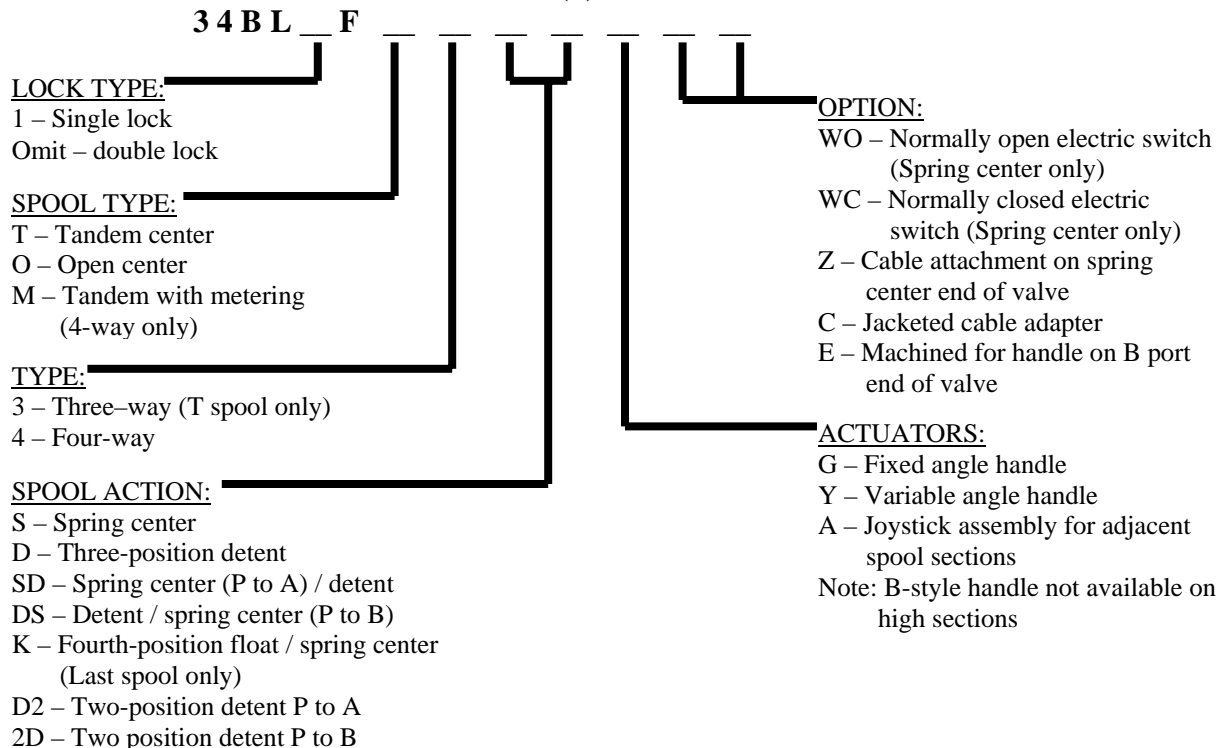 3 4 B L __ F __ __ __ __ __ __ __
LOCK TYPE:
1 – Single lock
Omit – double lock
SPOOL TYPE:
T – Tandem center
O – Open center
M – Tandem with metering
(4-way only)
TYPE:
3 – Three–way (T spool only)
4 – Four-way
SPOOL ACTION:
S – Spring center
D – Three-position detent
SD – Spring center (P to A) / detent
DS – Detent / spring center (P to B)
K – Fourth-position float / spring center
(Last spool only)
D2 – Two-position detent P to A
2D – Two position detent P to B
OPTION:
WO – Normally open electric switch
(Spring center only)
WC – Normally closed electric
switch (Spring center only)
Z – Cable attachment on spring
center end of valve
C – Jacketed cable adapter
E – Machined for handle on B port
end of valve
ACTUATORS:
G – Fixed angle handle
Y – Variable angle handle
A – Joystick assembly for adjacent
spool sections
Note: B-style handle not available on
high sections